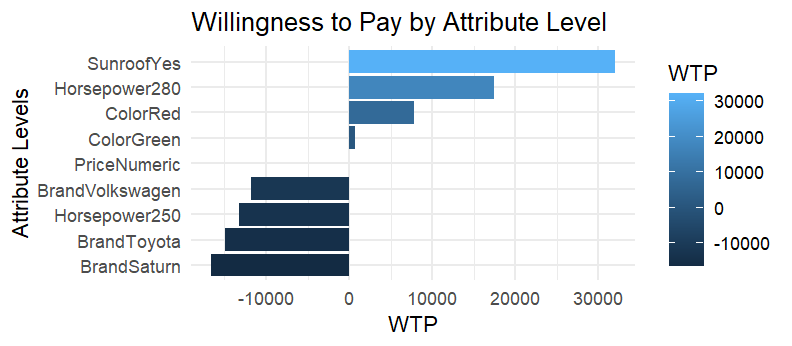 Willingness to Pay by Attribute Level
Attribute Levels
SunroofYes
Horsepower280
ColorRed
ColorGreen
PriceNumeric
BrandVolkswagen
Horsepower250
BrandToyota
BrandSaturn
-10000 0 10000 20000 30000
WTP
WTP
30000
20000
10000
0
-10000